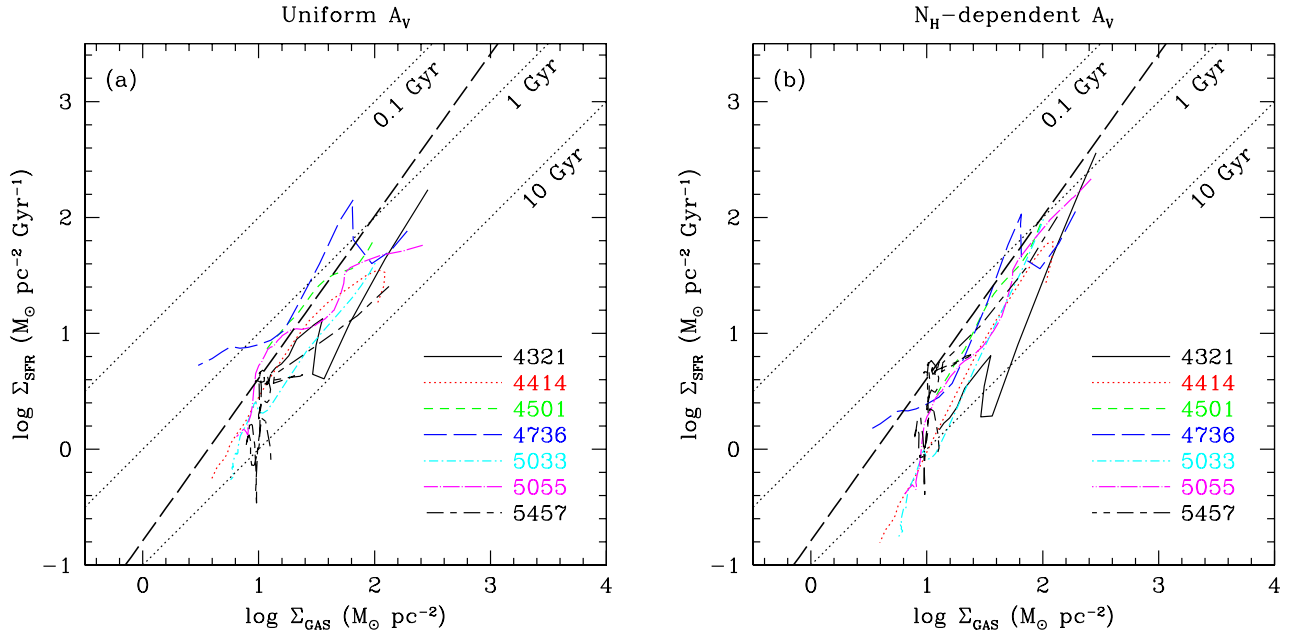 Uniform A_V
(a)
0.1 Gyr
1 Gyr
10 Gyr
3
2
1
0
−1
log Σ_SFR (M_⊙ pc⁻² Gyr⁻¹)
4321
4414
4501
4736
5033
5055
5457
0 1 2 3 4
log Σ_GAS (M_⊙ pc⁻²)
N_H−dependent A_V
(b)
0.1 Gyr
1 Gyr
10 Gyr
3
2
1
0
−1
log Σ_SFR (M_⊙ pc⁻² Gyr⁻¹)
4321
4414
4501
4736
5033
5055
5457
0 1 2 3 4
log Σ_GAS (M_⊙ pc⁻²)